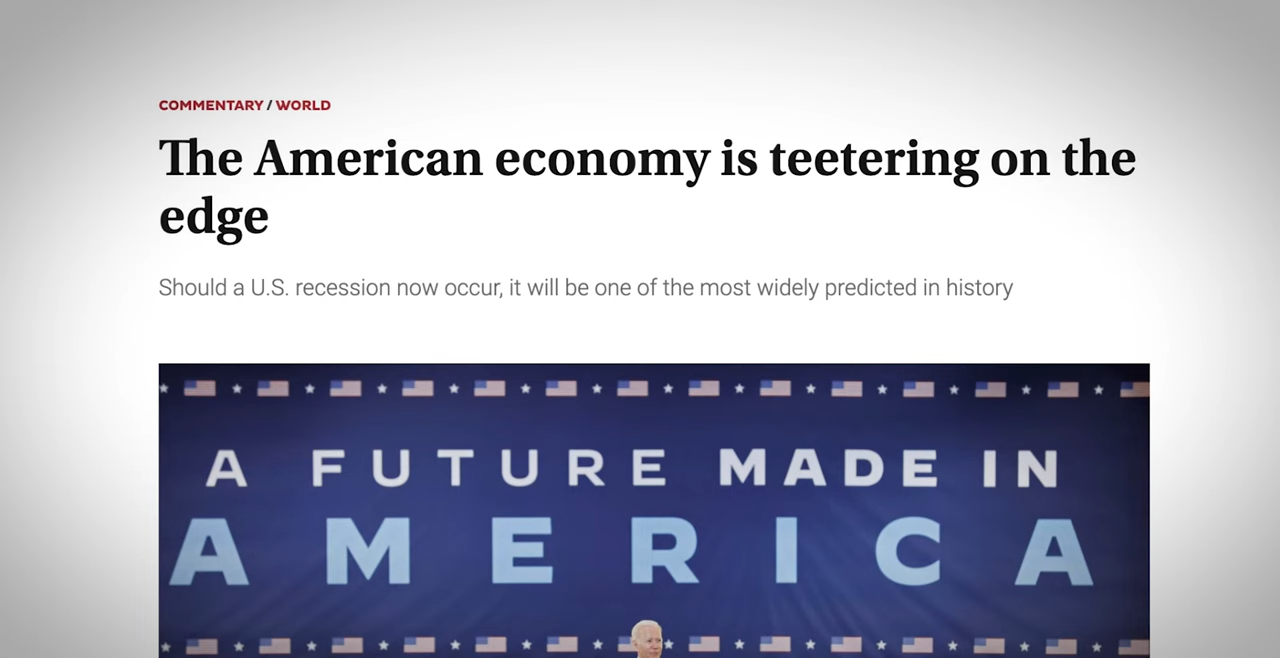 COMMENTARY / WORLD
The American economy is teetering on the
edge
Should a U.S. recession now occur, it will be one of the most widely predicted in history
A FUTURE MADE IN
AMERICA